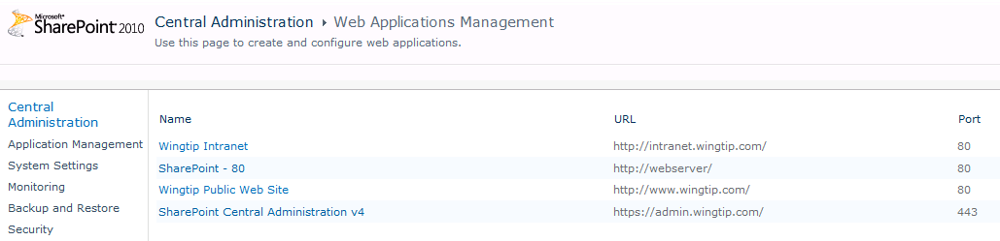 Microsoft®
SharePoint® 2010
Central Administration Web Applications Management
Use this page to create and configure web applications.
Central
Administration
Application Management
System Settings
Monitoring
Backup and Restore
Security
Name URL Port
Wingtip Intranet http://intranet.wingtip.com/ 80
SharePoint - 80 http://webserver/ 80
Wingtip Public Web Site http://www.wingtip.com/ 80
SharePoint Central Administration v4 https://admin.wingtip.com/ 443